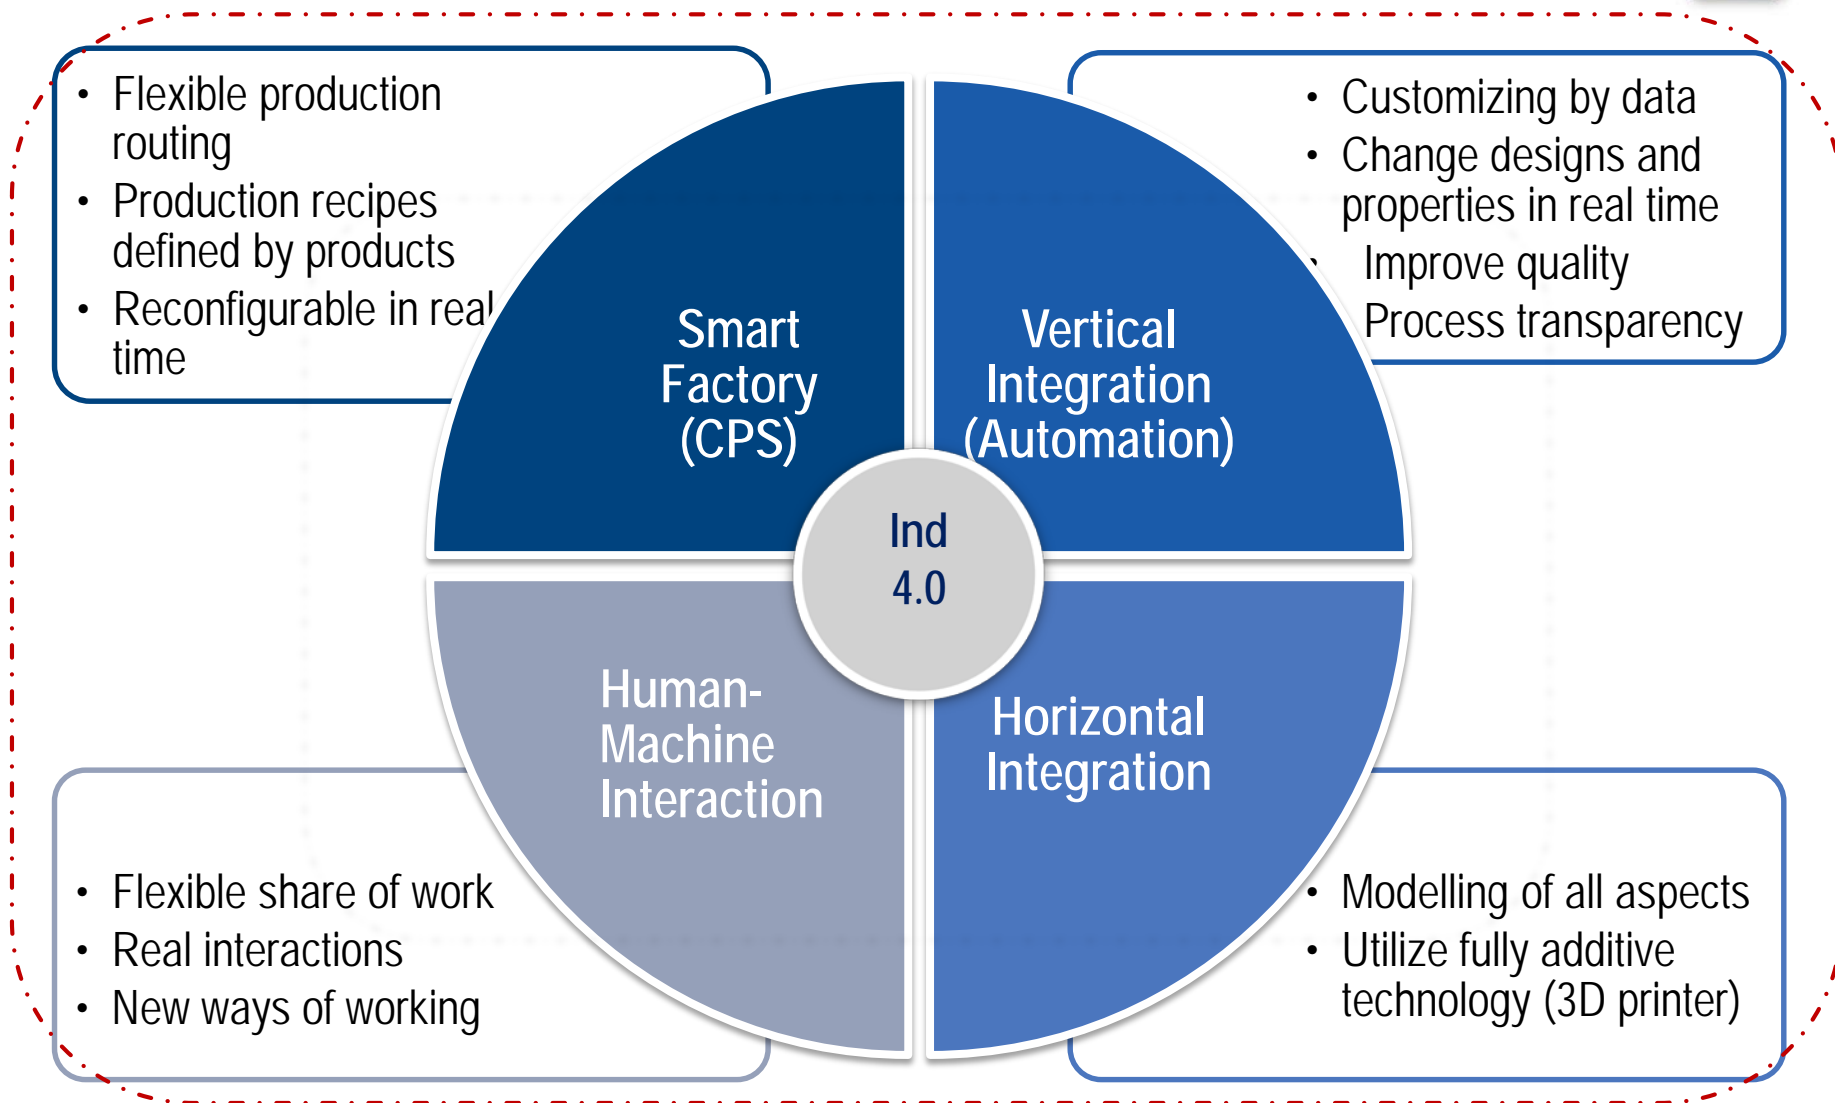 • Flexible production
routing
• Production recipes
defined by products
• Reconfigurable in real
time
• Customizing by data
• Change designs and
properties in real time
• Improve quality
Process transparency
Smart
Factory
(CPS)
Vertical
Integration
(Automation)
Ind
4.0
Human-
Machine
Interaction
Horizontal
Integration
• Flexible share of work
• Real interactions
• New ways of working
• Modelling of all aspects
• Utilize fully additive
technology (3D printer)